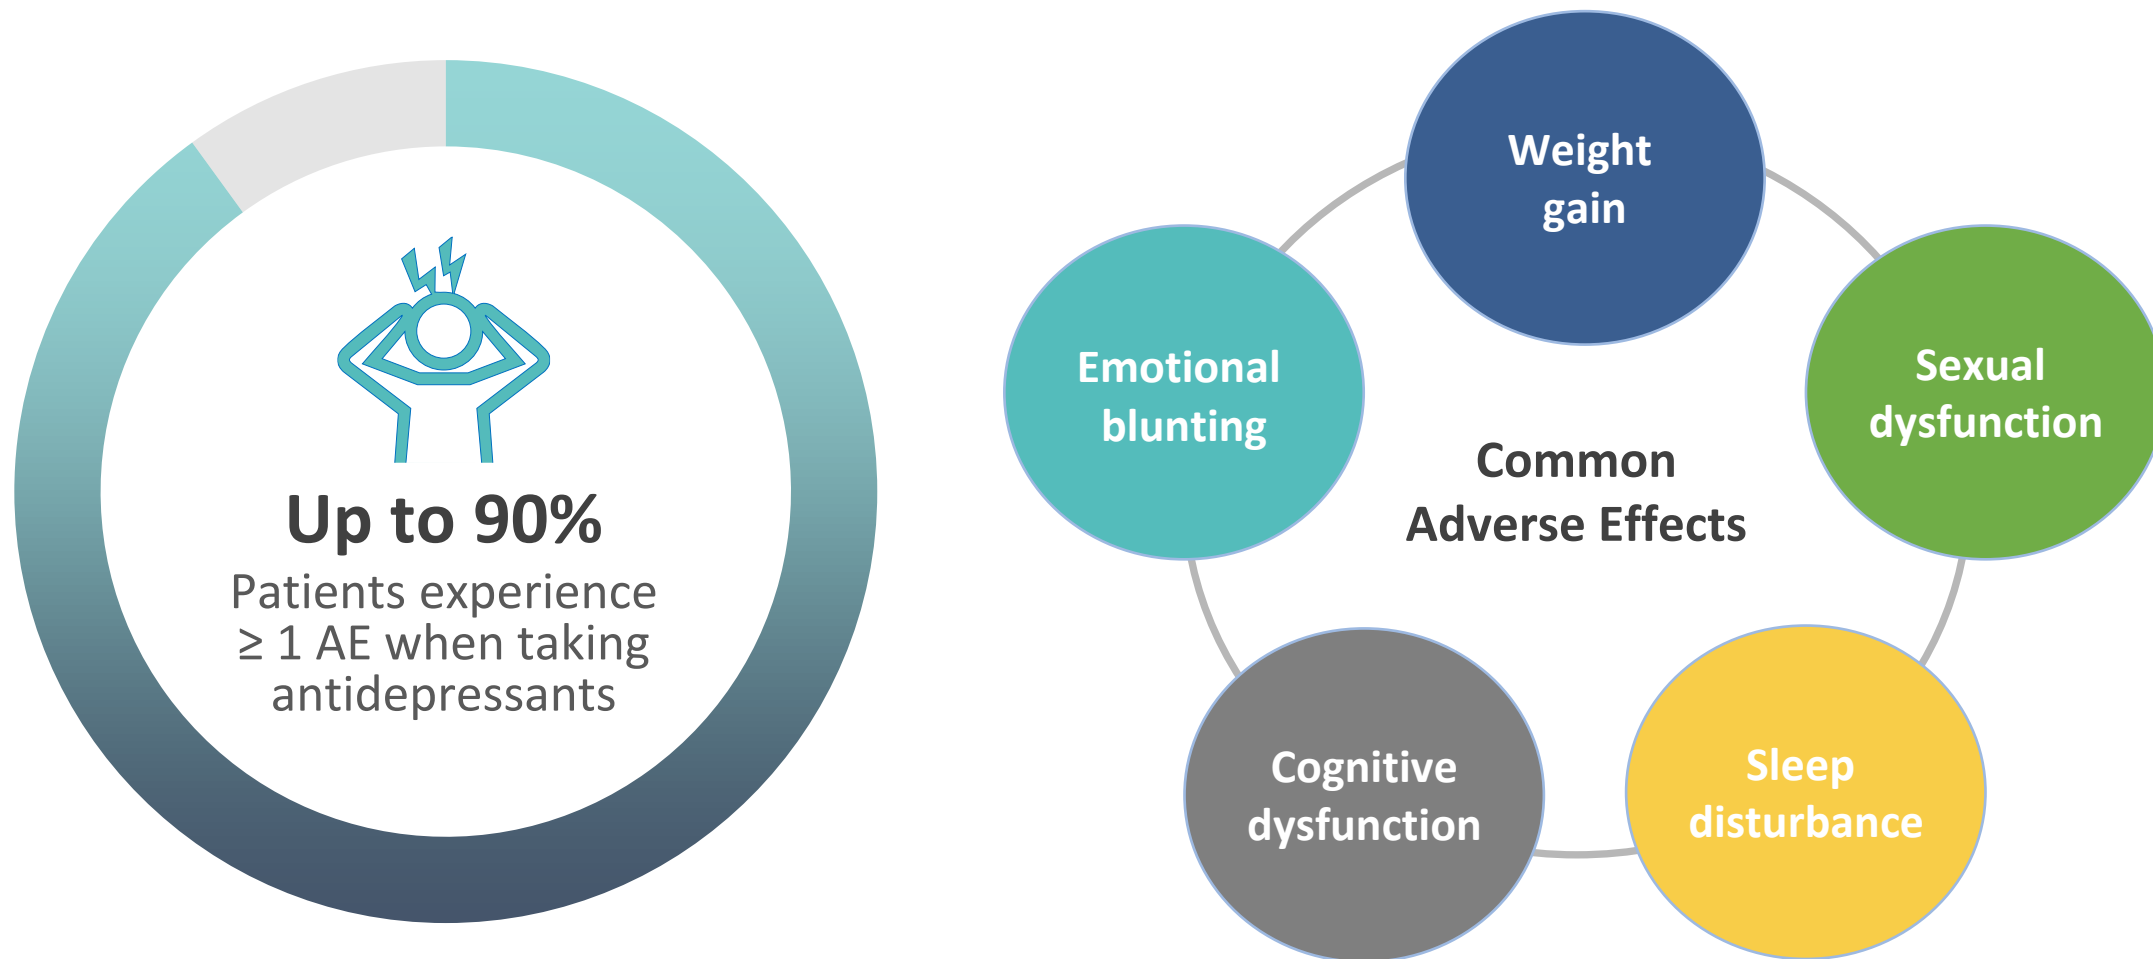 Up to 90%
Patients experience
≥ 1 AE when taking
antidepressants
Weight
gain
Emotional
blunting
Sexual
dysfunction
Common
Adverse Effects
Cognitive
dysfunction
Sleep
disturbance